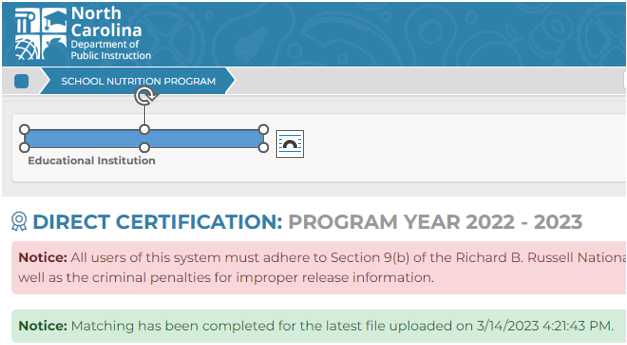 North
Carolina
Department of
Public Instruction
SCHOOL NUTRITION PROGRAM
Educational Institution
DIRECT CERTIFICATION: PROGRAM YEAR 2022 - 2023
Notice: All users of this system must adhere to Section 9(b) of the Richard B. Russell Nationa
well as the criminal penalties for improper release information.
Notice: Matching has been completed for the latest file uploaded on 3/14/2023 4:21:43 PM.